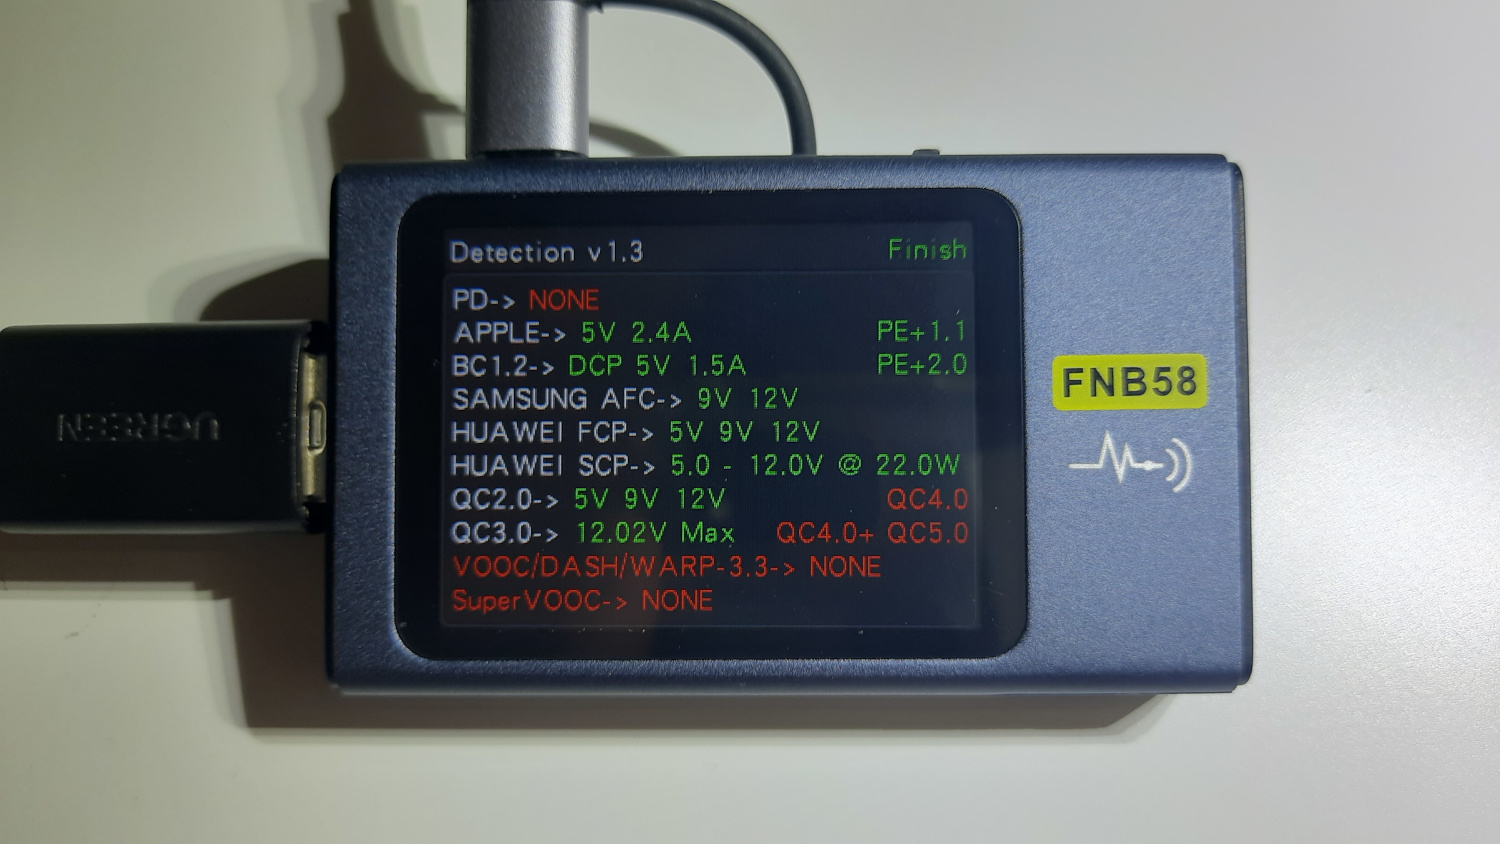 Detection v1.3 Finish
PD-> NONE
APPLE-> 5V 2.4A PE+1.1
BC1.2-> DCP 5V 1.5A PE+2.0
SAMSUNG AFC-> 9V 12V
HUAWEI FCP-> 5V 9V 12V
HUAWEI SCP-> 5.0 - 12.0V @ 22.0W
QC2.0-> 5V 9V 12V QC4.0
QC3.0-> 12.02V Max QC4.0+ QC5.0
VOOC/DASH/WARP-3.3-> NONE
SuperVOOC-> NONE
FNB58
UGREEN